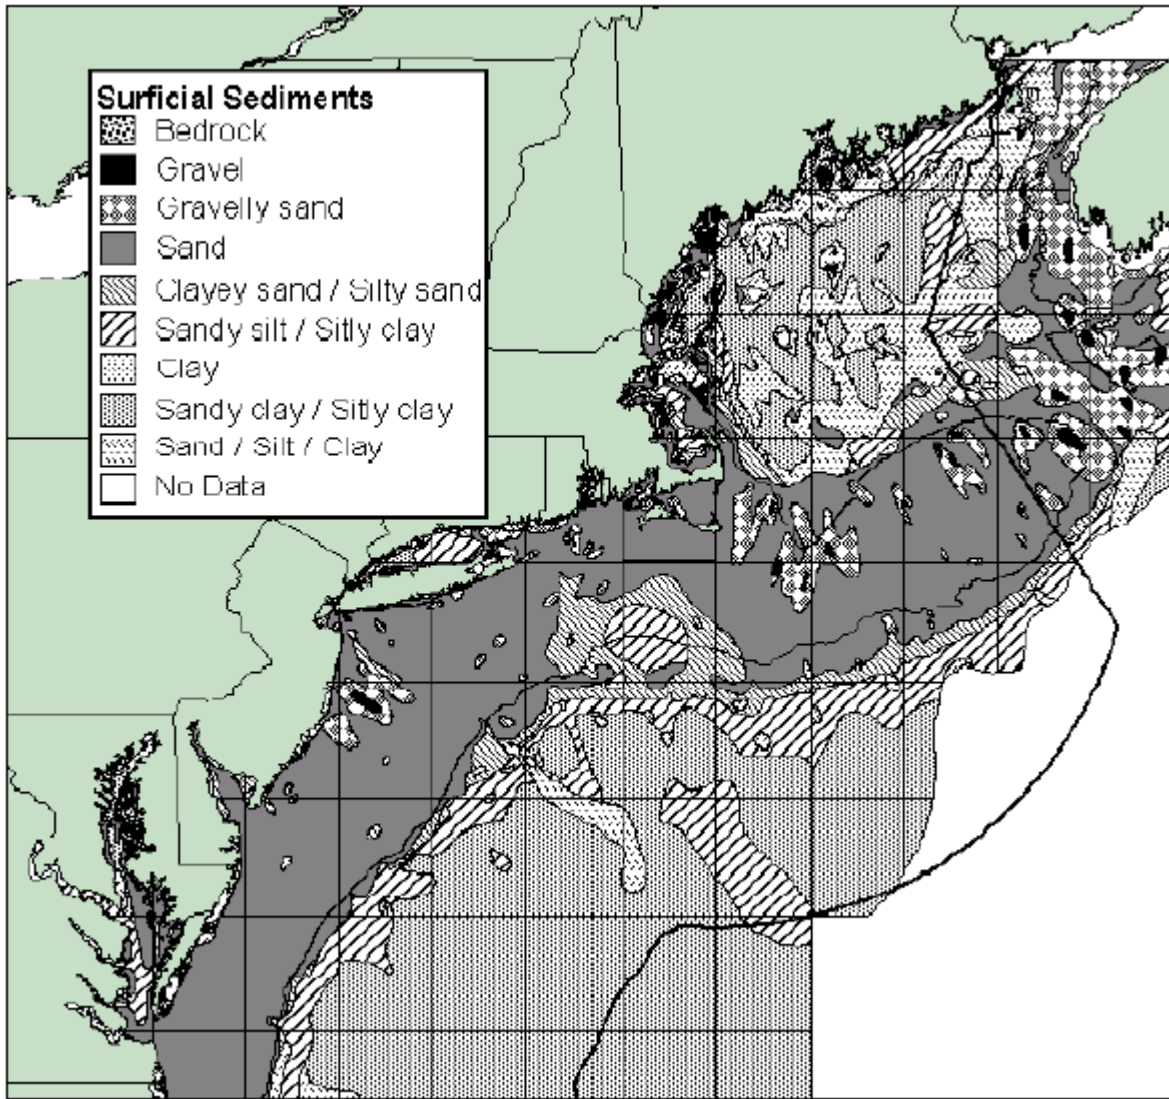 Surficial Sediments
Bedrock
Gravel
Gravelly sand
Sand
Clayey sand / Silty sand
Sandy silt / Sitly clay
Clay
Sandy clay / Sitly clay
Sand / Silt / Clay
No Data